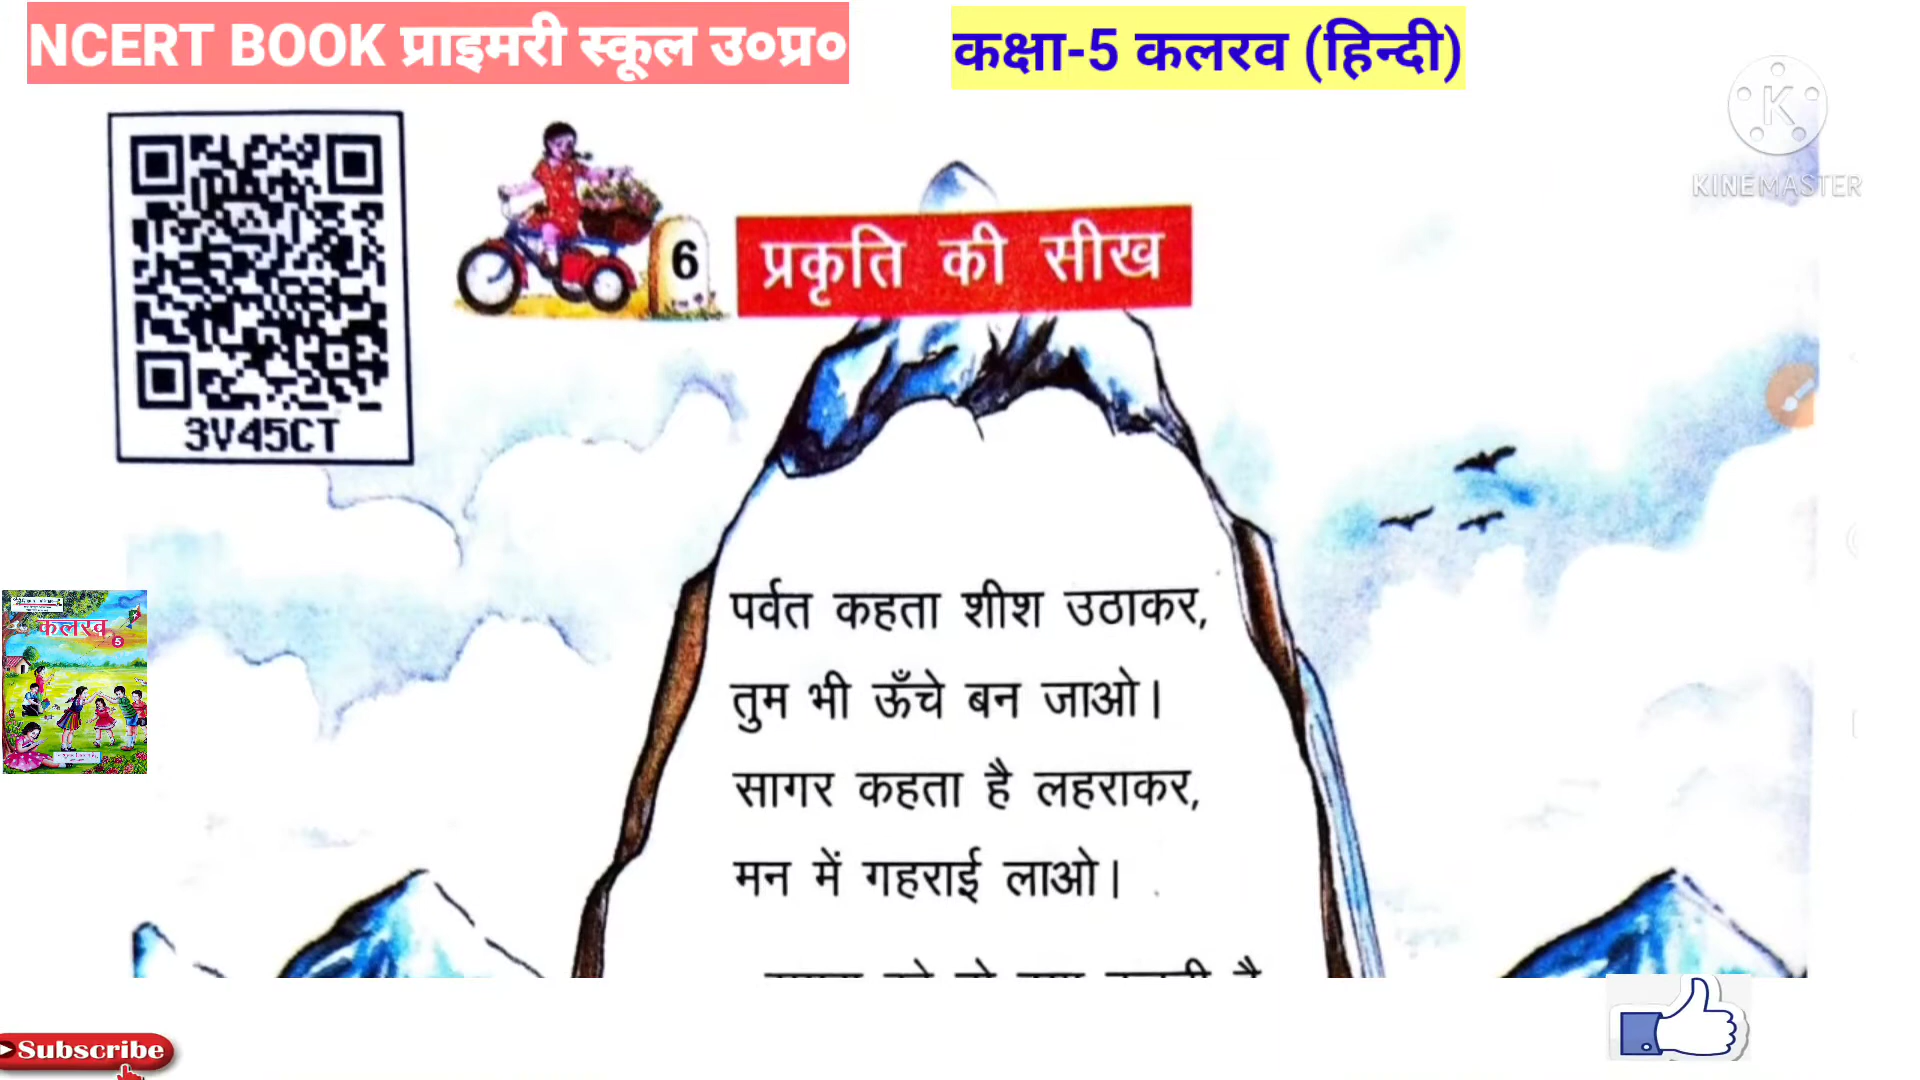 NCERT BOOK प्राइमरी स्कूल उ०प्र०
कक्षा-5 कलरव (हिन्दी)
KINEMASTER
3V45CT
6
प्रकृति की सीख
पर्वत कहता शीश उठाकर,
तुम भी ऊँचे बन जाओ।
सागर कहता है लहराकर,
मन में गहराई लाओ।
कलरव
5
Subscribe